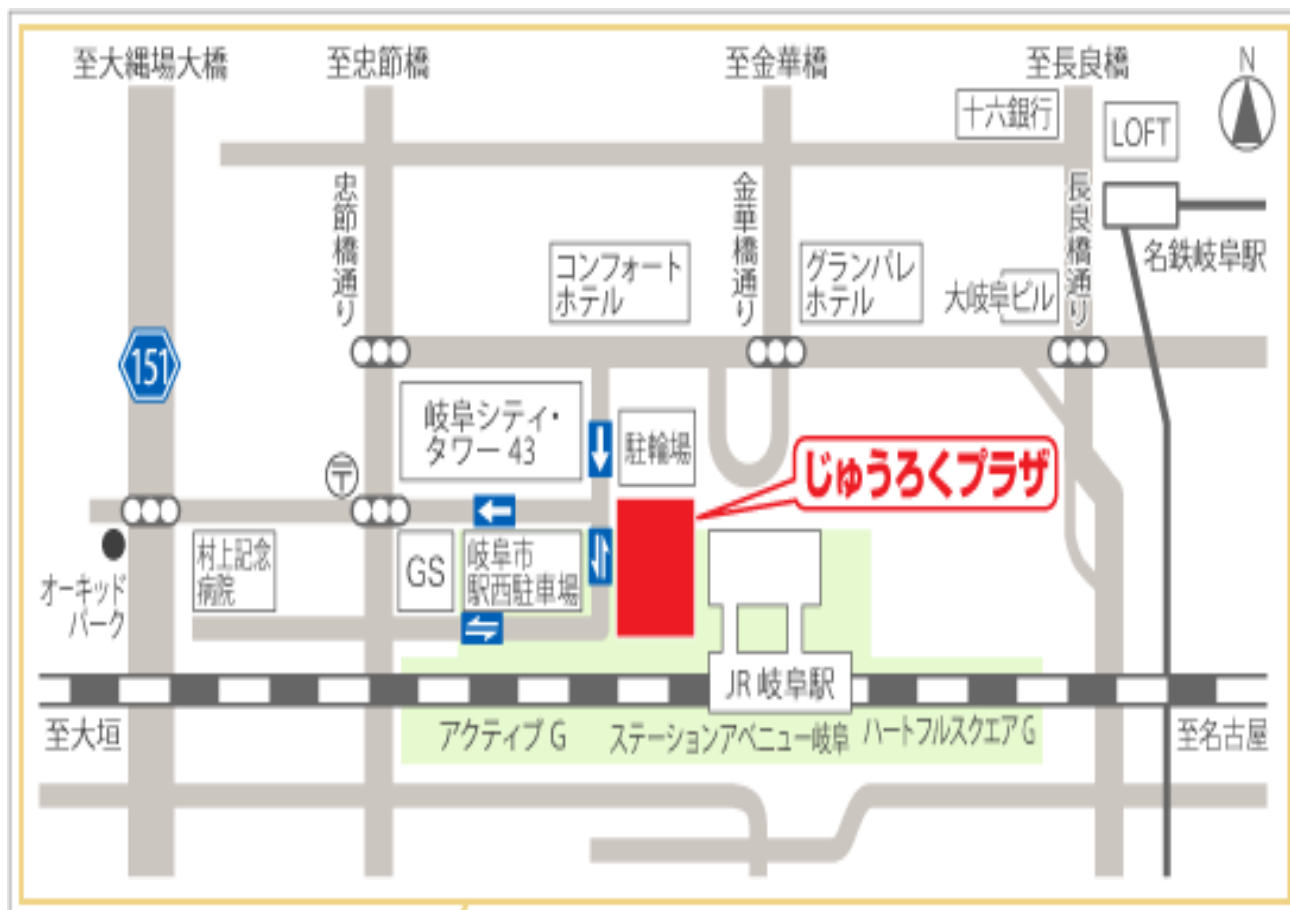 至大縄場大橋
至忠節橋
至金華橋
至長良橋
N
十六銀行
LOFT
忠節橋通り
金華橋通り
長良橋通り
名鉄岐阜駅
コンフォート
ホテル
グランパレ
ホテル
大岐阜ビル
151
岐阜シティ・
タワー43
駐輪場
じゅうろくプラザ
〒
オーキッド
パーク
村上記念
病院
GS
岐阜市
駅西駐車場
JR岐阜駅
至大垣
アクティブG
ステーションアベニュー岐阜
ハートフルスクエアG
至名古屋